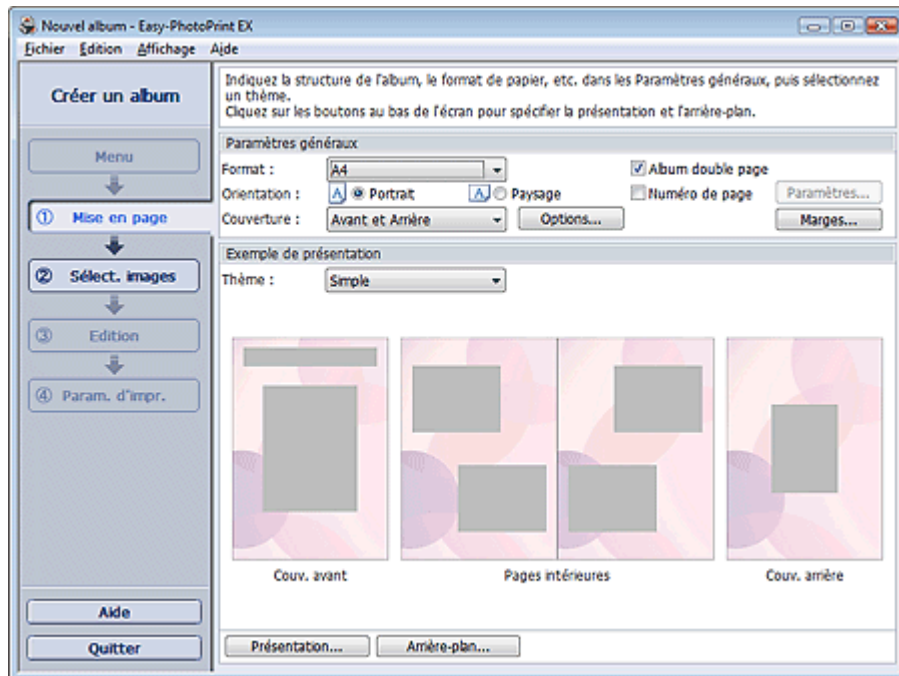 Nouvel album - Easy-PhotoPrint EX
Fichier Edition Affichage Aide
Créer un album
Indiquez la structure de l'album, le format de papier, etc. dans les Paramètres généraux, puis sélectionnez
un thème.
Cliquez sur les boutons au bas de l'écran pour spécifier la présentation et l'arrière-plan.
Menu
① Mise en page
② Sélect. images
③ Edition
④ Param. d'impr.
Paramètres généraux
Format : A4 Album double page
Orientation : A Portrait A Paysage Numéro de page Paramètres...
Couverture : Avant et Arrière Options... Marges...
Exemple de présentation
Thème : Simple
Couv. avant Pages intérieures Couv. arrière
Aide
Quitter
Présentation... Arrière-plan...